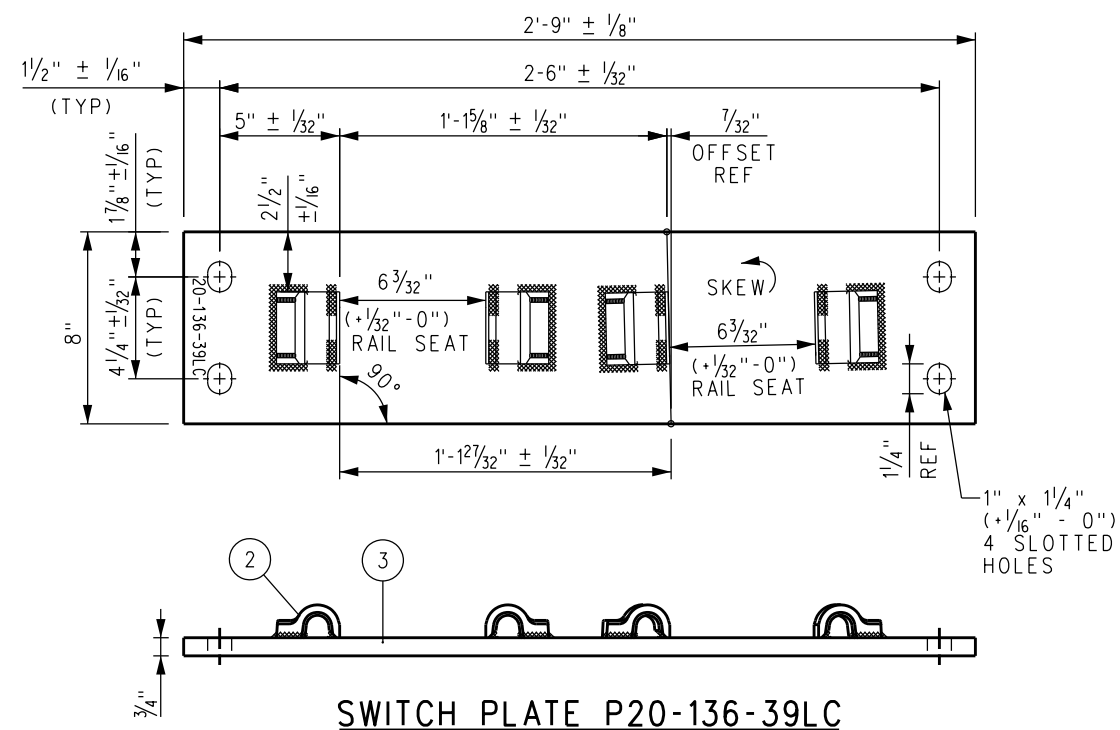 2'-9" ± 1/8"
1 1/2" ± 1/16"
(TYP)
2-6" ± 1/32"
5" ± 1/32"
1'-1 5/8" ± 1/32"
7/32"
OFFSET
REF
1 7/8" ± 1/16"
(TYP)
2 1/2"
± 1/16"
8"
4 1/4" ± 1/32"
(TYP)
20-136-39LC
6 3/32"
(+1/32"-0")
RAIL SEAT
90°
SKEW
6 3/32"
(+1/32"-0")
RAIL SEAT
1'-1 27/32" ± 1/32"
1 1/4"
REF
1" x 1 1/4"
(+1/16" - 0")
4 SLOTTED
HOLES
2
3
3/4"
SWITCH PLATE P20-136-39LC